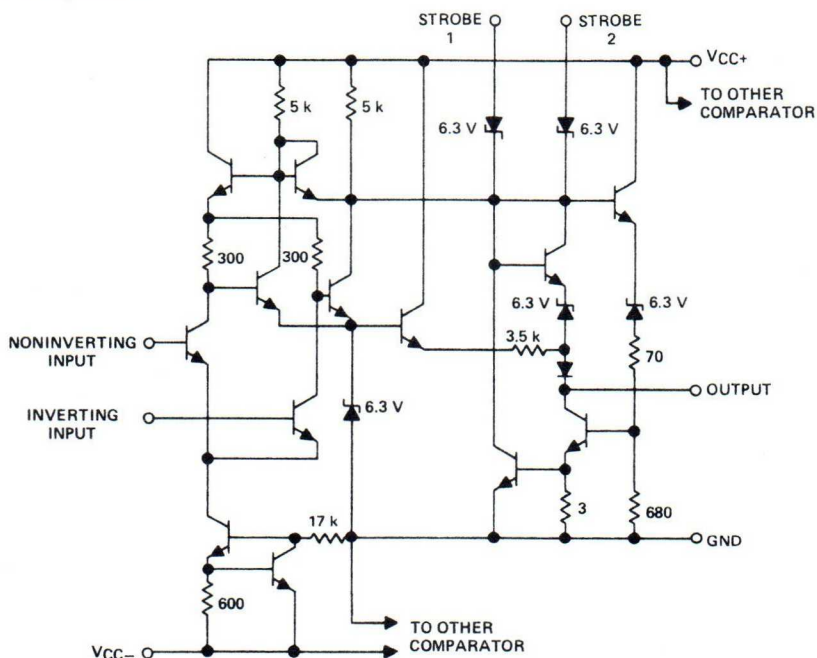 STROBE
1
STROBE
2
VCC+
TO OTHER
COMPARATOR
5 k
5 k
6.3 V
6.3 V
300
300
6.3 V
6.3 V
3.5 k
NONINVERTING
INPUT
70
OUTPUT
6.3 V
INVERTING
INPUT
17 k
3
680
GND
600
TO OTHER
COMPARATOR
VCC−